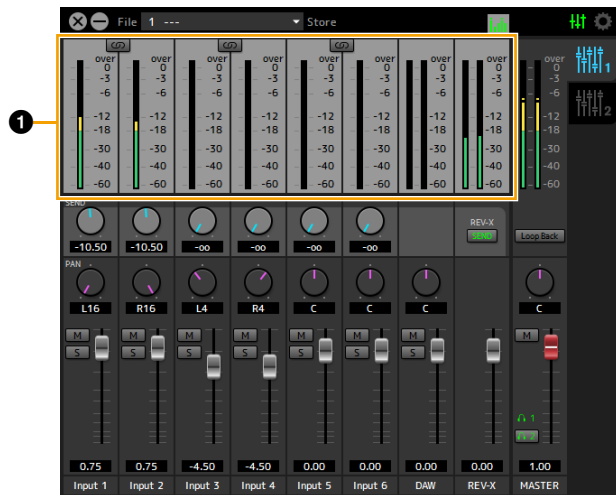 File 1 --- Store
over over over over over over over over over
0 0 0 0 0 0 0 0 0
-3 -3 -3 -3 -3 -3 -3 -3 -3
-6 -6 -6 -6 -6 -6 -6 -6 -6
-12 -12 -12 -12 -12 -12 -12 -12 -12
-18 -18 -18 -18 -18 -18 -18 -18 -18
-30 -30 -30 -30 -30 -30 -30 -30 -30
-40 -40 -40 -40 -40 -40 -40 -40 -40
-60 -60 -60 -60 -60 -60 -60 -60 -60
1
2
1
SEND
REV-X
SEND
Loop Back
-10.50 -10.50 -oo -oo -oo -oo
PAN
L16 R16 L4 R4 C C C C
M M M M M M M M
S S S S S S S
1
2
0.75 0.75 -4.50 -4.50 0.00 0.00 0.00 0.00 1.00
Input 1 Input 2 Input 3 Input 4 Input 5 Input 6 DAW REV-X MASTER